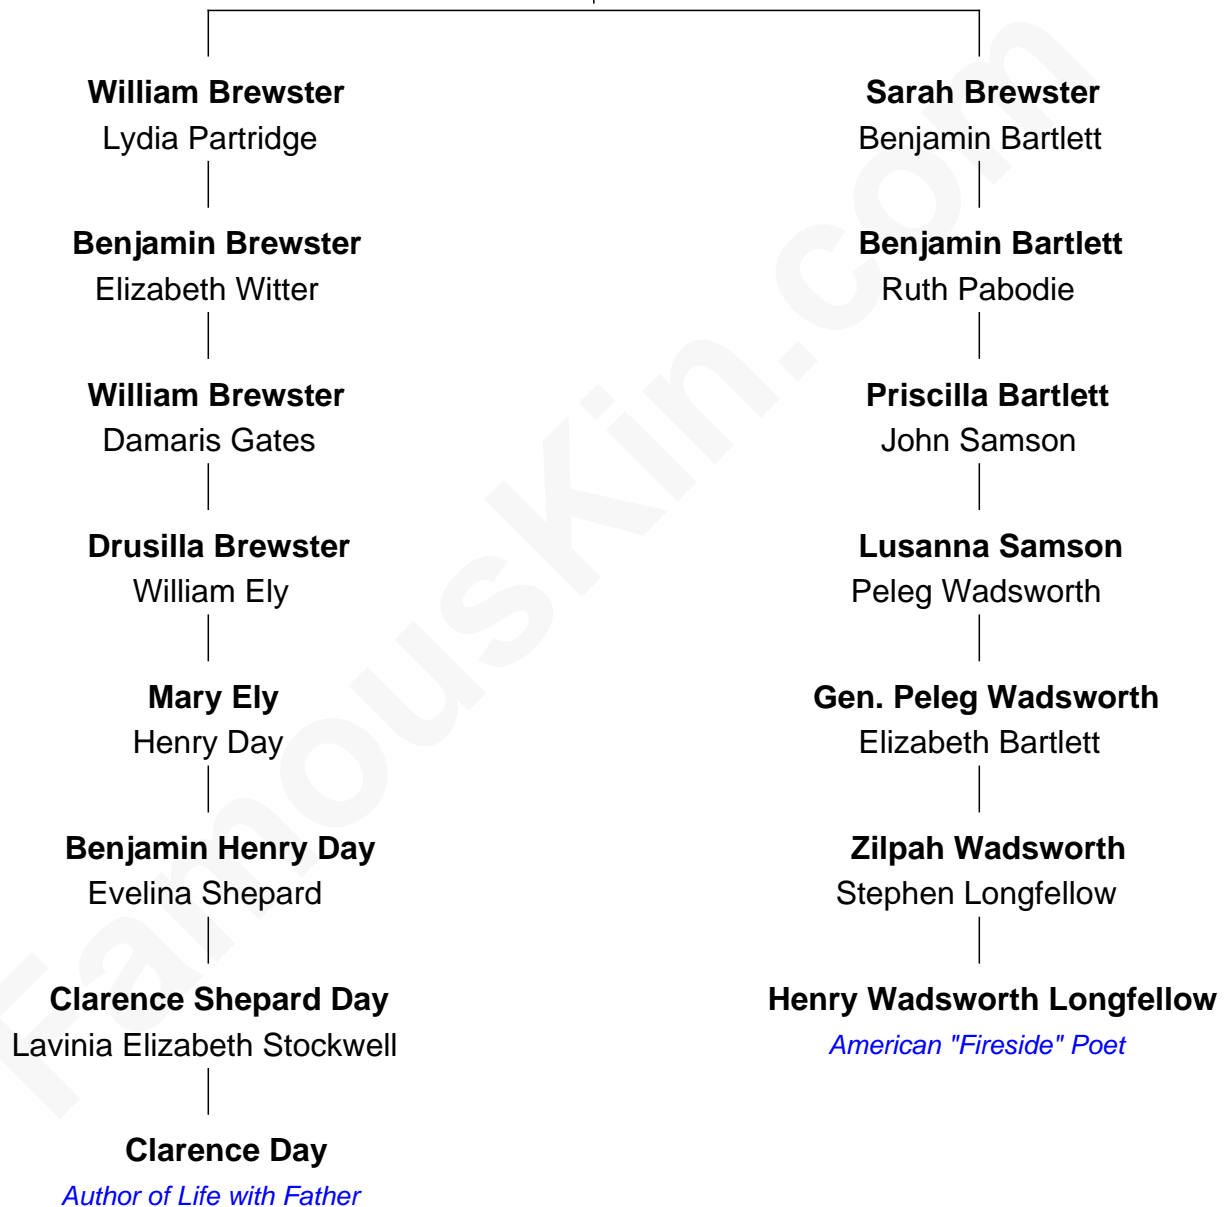 William Brewster
Lydia Partridge
Benjamin Brewster
Elizabeth Witter
William Brewster
Damaris Gates
Drusilla Brewster
William Ely
Mary Ely
Henry Day
Benjamin Henry Day
Evelina Shepard
Clarence Shepard Day
Lavinia Elizabeth Stockwell
Clarence Day
Author of Life with Father
Sarah Brewster
Benjamin Bartlett
Benjamin Bartlett
Ruth Pabodie
Priscilla Bartlett
John Samson
Lusanna Samson
Peleg Wadsworth
Gen. Peleg Wadsworth
Elizabeth Bartlett
Zilpah Wadsworth
Stephen Longfellow
Henry Wadsworth Longfellow
American "Fireside" Poet
FamousKin.com